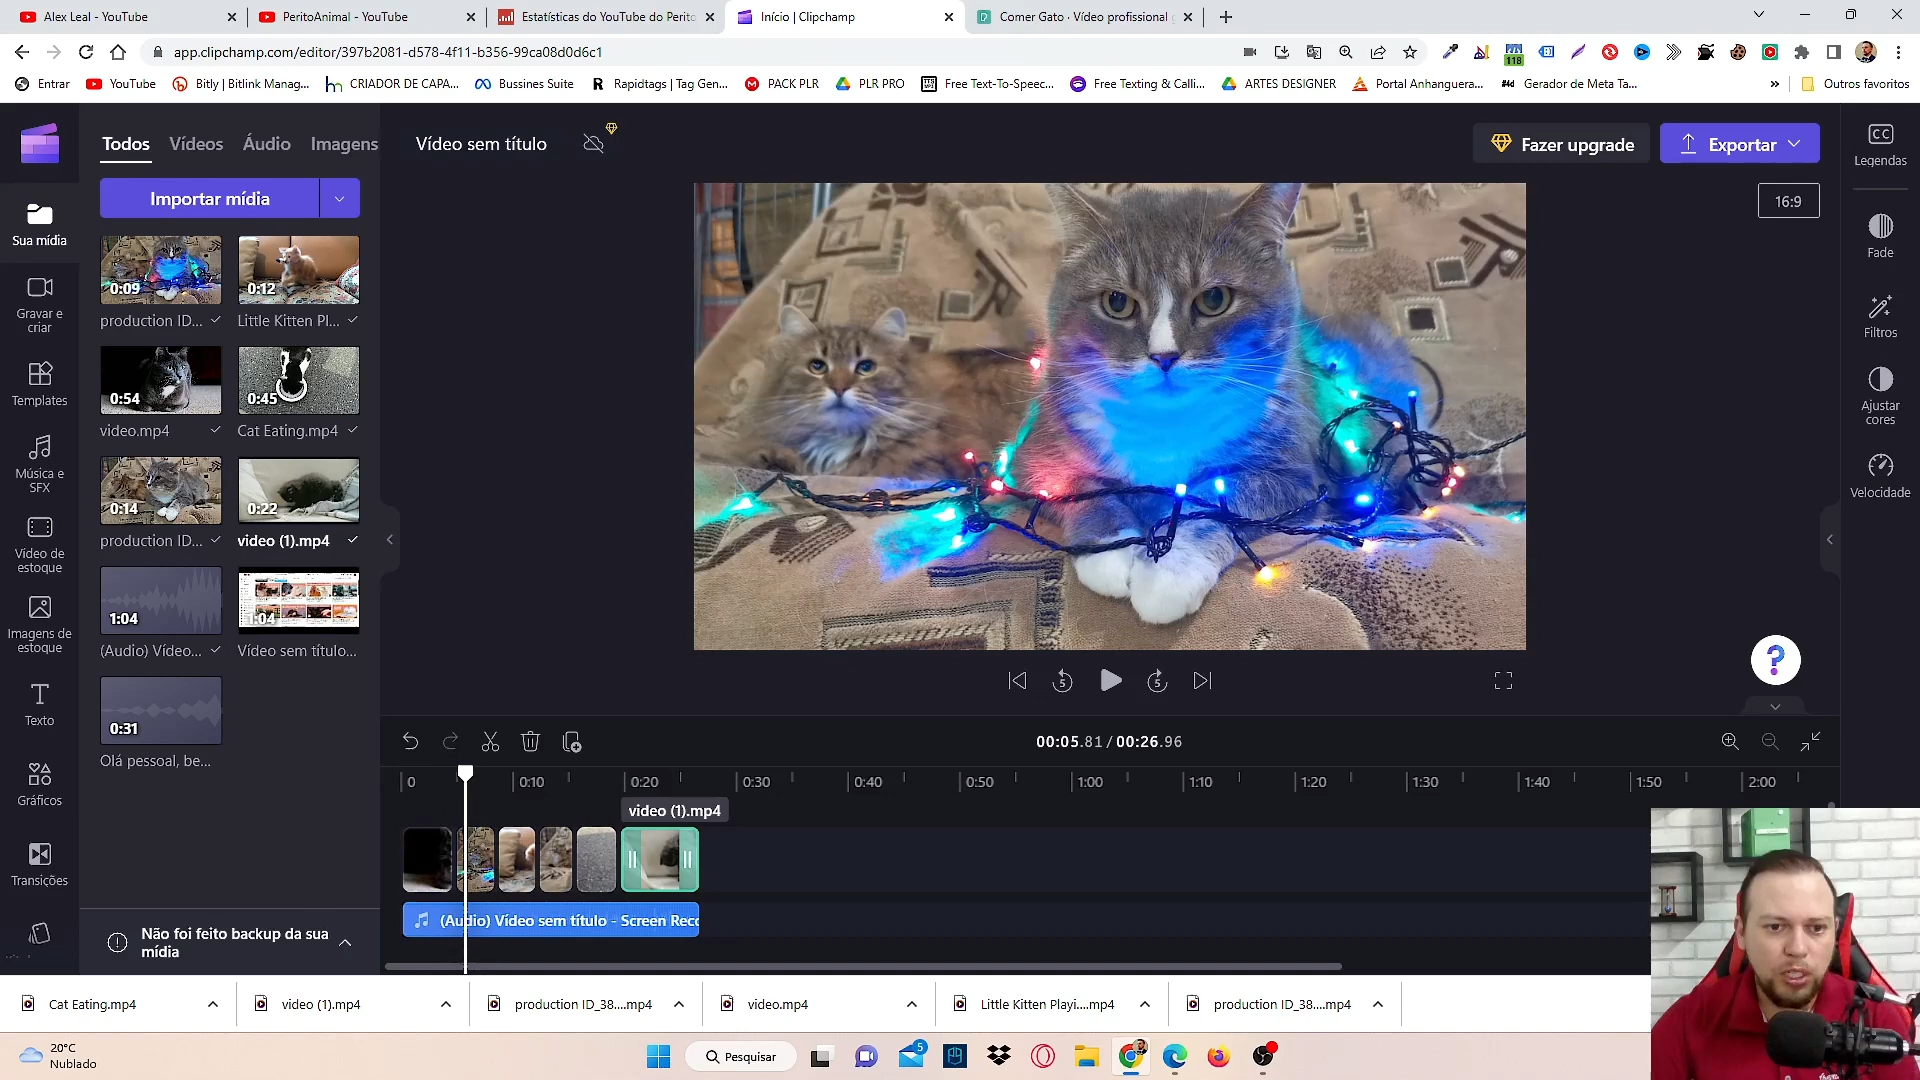 Alex Leal - YouTube
PeritoAnimal - YouTube
Estatísticas do YouTube do Perito
Início | Clipchamp
Comer Gato · Vídeo profissional
app.clipchamp.com/editor/397b2081-d578-4f11-b356-99ca08d0d6c1
118
Entrar
YouTube
Bitly | Bitlink Manag...
CRIADOR DE CAPA...
Bussines Suite
Rapidtags | Tag Gen...
PACK PLR
PLR PRO
Free Text-To-Speec...
Free Texting & Calli...
ARTES DESIGNER
Portal Anhanguera...
Gerador de Meta Ta...
Outros favoritos
Todos
Vídeos
Áudio
Imagens
Vídeo sem título
Fazer upgrade
Exportar
CC
Legendas
Importar mídia
16:9
Sua mídia
Gravar e
criar
Templates
Música e
SFX
Vídeo de
estoque
Imagens de
estoque
Texto
Gráficos
Transições
0:09
production ID...
0:12
Little Kitten Pl...
0:54
video.mp4
0:45
Cat Eating.mp4
0:14
production ID...
0:22
video (1).mp4
1:04
(Audio) Vídeo...
1:04
Vídeo sem título...
0:31
Olá pessoal, be...
Não foi feito backup da sua
mídia
Fade
Filtros
Ajustar
cores
Velocidade
5
5
?
00:05.81 / 00:26.96
0
0:10
0:20
0:30
0:40
0:50
1:00
1:10
1:20
1:30
1:40
1:50
2:00
video (1).mp4
(Audio) Vídeo sem título - Screen Reco
Cat Eating.mp4
video (1).mp4
production ID_38....mp4
video.mp4
Little Kitten Playi....mp4
production ID_38....mp4
20°C
Nublado
Pesquisar
5